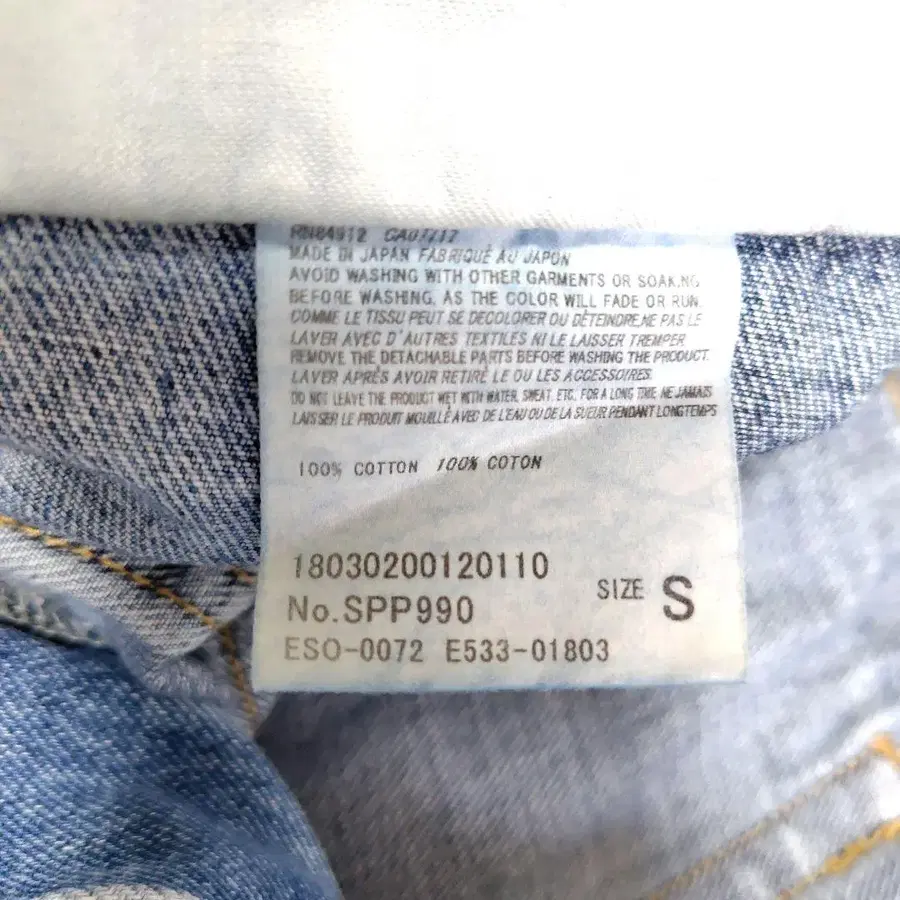 RN84912 CA07717
MADE IN JAPAN FABRIQUÉ AU JAPON
AVOID WASHING WITH OTHER GARMENTS OR SOAKING
BEFORE WASHING, AS THE COLOR WILL FADE OR RUN.
COMME LE TISSU PEUT SE DECOLORER OU DÉTEINDRE,NE PAS LE
LAVER AVEC D'AUTRES TEXTILES NI LE LAISSER TREMPER
REMOVE THE DETACHABLE PARTS BEFORE WASHING THE PRODUCT.
LAVER APRÈS AVOIR RETIRÉ LE OU LES ACCESSOIRES.
DO NOT LEAVE THE PRODUCT WET WITH WATER, SWEAT, ETC, FOR A LONG TIME NE JAMAIS
LAISSER LE PRODUIT MOUILLÉ AVEC DE L'EAU OU DE LA SUEUR PENDANT LONGTEMPS
100% COTTON 100% COTON
18030200120110
No.SPP990
SIZE S
ESO-0072 E533-01803